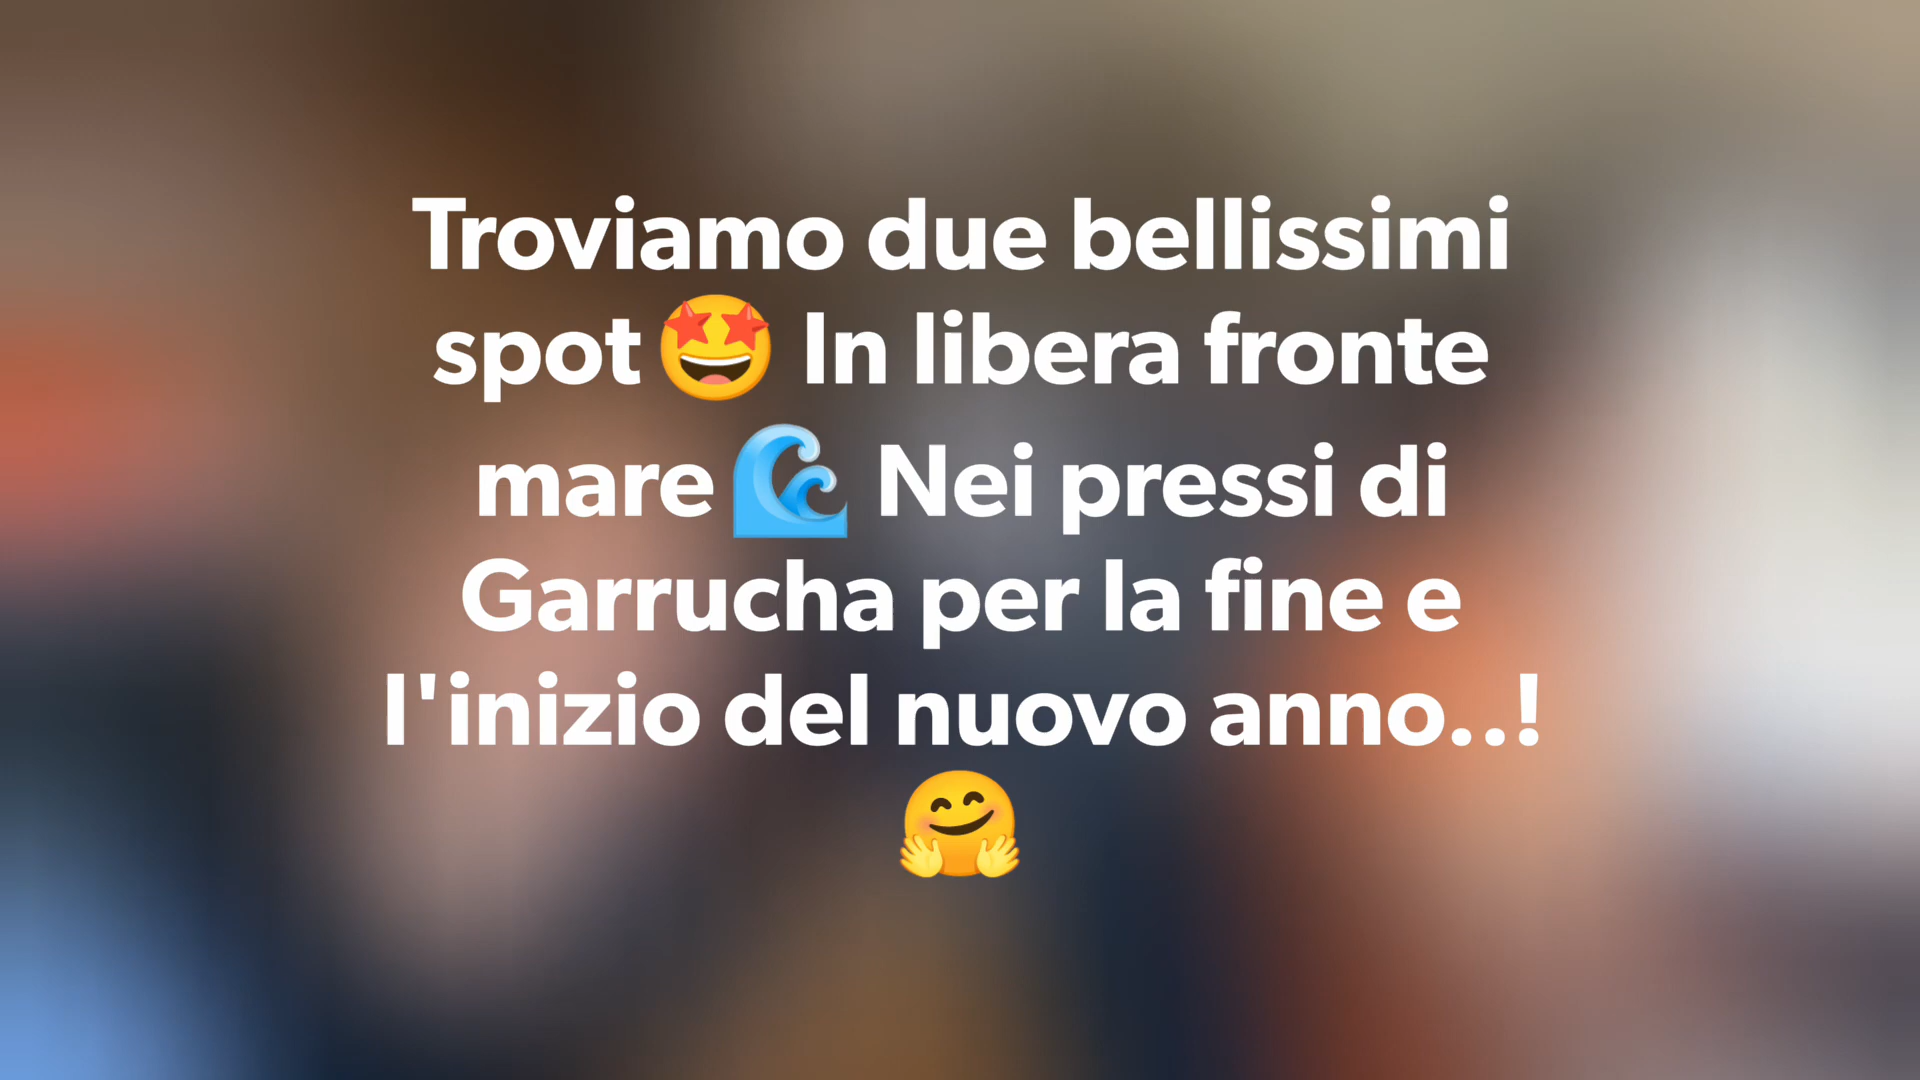 Troviamo due bellissimi
spot🤩 In libera fronte
mare🌊 Nei pressi di
Garrucha per la fine e
l'inizio del nuovo anno..!
🤗